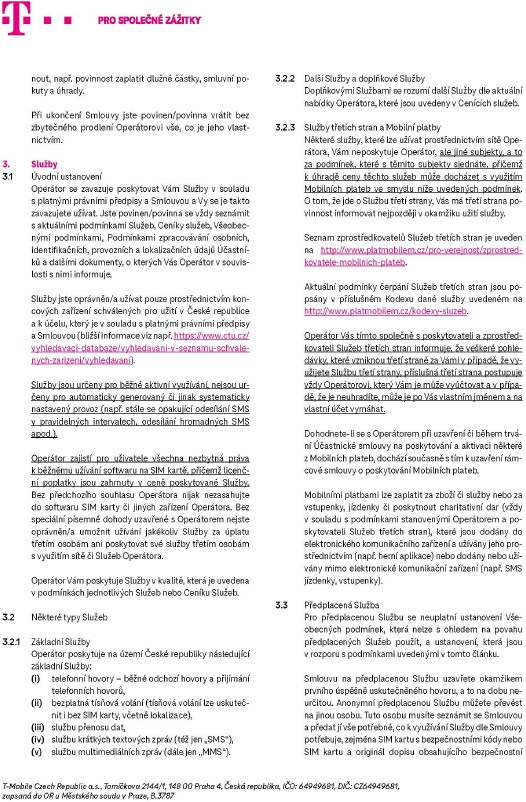 PRO SPOLEČNÉ ZÁŽITKY
nout, např. povinnost zaplatit dlužné částky, smluvní po-
kuty a úhrady.
Při ukončení Smlouvy jste povinen/povinna vrátit bez
zbytečného prodlení Operátorovi vše, co je jeho vlast-
nictvím.
3. Služby
3.1 Úvodní ustanovení
Operátor se zavazuje poskytovat Vám Služby v souladu
s platnými právními předpisy a Smlouvou a Vy se je takto
zavazujete užívat. Jste povinen/povinna se vždy seznámit
s aktuálními podmínkami Služeb, Ceníky služeb, Všeobec-
nými podmínkami, Podmínkami zpracovávání osobních,
identifikačních, provozních a lokalizačních údajů Účastní-
ků a dalšími dokumenty, o kterých Vás Operátor v souvis-
losti s nimi informuje.
Služby jste oprávněn/a užívat pouze prostřednictvím kon-
cových zařízení schválených pro užití v České republice
a k účelu, který je v souladu s platnými právními předpisy
a Smlouvou (bližší informace viz např. https://www.ctu.cz/
vyhledavaci-databaze/vyhledavani-v-seznamu-schvale-
nych-zarizeni/vyhledavani).
Služby jsou určeny pro běžné aktivní využívání, nejsou ur-
čeny pro automaticky generovaný či jinak systematicky
nastavený provoz (např. stále se opakující odesílání SMS
v pravidelných intervalech, odesílání hromadných SMS
apod.).
Operátor zajistí pro uživatele všechna nezbytná práva
k běžnému užívání softwaru na SIM kartě, přičemž licenč-
ní poplatky jsou zahrnuty v ceně poskytované Služby.
Bez předchozího souhlasu Operátora nijak nezasahujte
do softwaru SIM karty či jiných zařízení Operátora. Bez
speciální písemné dohody uzavřené s Operátorem nejste
oprávněn/a umožnit užívání jakékoliv Služby za úplatu
třetím osobám ani poskytovat své služby třetím osobám
s využitím sítě či Služeb Operátora.
Operátor Vám poskytuje Služby v kvalitě, která je uvedena
v podmínkách jednotlivých Služeb nebo Ceníku Služeb.
3.2 Některé typy Služeb
3.2.1 Základní Služby
Operátor poskytuje na území České republiky následující
základní Služby:
(i) telefonní hovory – běžné odchozí hovory a přijímání
telefonních hovorů,
(ii) bezplatná tísňová volání (tísňová volání lze uskuteč-
nit i bez SIM karty, včetně lokalizace),
(iii) službu přenosu dat,
(iv) službu krátkých textových zpráv (též jen „SMS“),
(v) službu multimediálních zpráv (dále jen „MMS“).
3.2.2 Další Služby a doplňkové Služby
Doplňkovými Službami se rozumí další Služby dle aktuální
nabídky Operátora, které jsou uvedeny v Cenících služeb.
3.2.3 Služby třetích stran a Mobilní platby
Některé služby, které lze užívat prostřednictvím sítě Ope-
rátora, Vám neposkytuje Operátor, ale jiné subjekty, a to
za podmínek, které s těmito subjekty sjednáte, přičemž
k úhradě ceny těchto služeb může docházet s využitím
Mobilních plateb ve smyslu níže uvedených podmínek.
O tom, že jde o Službu třetí strany, Vás má třetí strana po-
vinnost informovat nejpozději v okamžiku užití služby.
Seznam zprostředkovatelů Služeb třetích stran je uveden
na http://www.platmobilem.cz/pro-verejnost/zprostred-
kovatele-mobilnich-plateb.
Aktuální podmínky čerpání Služeb třetích stran jsou po-
psány v příslušném Kodexu dané služby uvedeném na
http://www.platmobilem.cz/kodexy-sluzeb.
Operátor Vás tímto společně s poskytovateli a zprostřed-
kovateli Služeb třetích stran informuje, že veškeré pohle-
dávky, které vzniknou třetí straně za Vámi v případě, že vy-
užijete Službu třetí strany, příslušná třetí strana postupuje
vždy Operátorovi, který Vám je může vyúčtovat a v přípa-
dě, že je neuhradíte, může je po Vás vlastním jménem a na
vlastní účet vymáhat.
Dohodnete-li se s Operátorem při uzavření či během trvá-
ní Účastnické smlouvy na poskytování a aktivaci některé
z Mobilních plateb, dochází současně s tím k uzavření rám-
cové smlouvy o poskytování Mobilních plateb.
Mobilními platbami lze zaplatit za zboží či služby nebo za
vstupenky, jízdenky či poskytnout charitativní dar (vždy
v souladu s podmínkami stanovenými Operátorem a po-
skytovateli Služeb třetích stran), které jsou dodány do
elektronického komunikačního zařízení a užívány jeho pro-
střednictvím (např. herní aplikace) nebo dodány nebo uží-
vány mimo elektronické komunikační zařízení (např. SMS
jízdenky, vstupenky).
3.3 Předplacená Služba
Pro předplacenou Službu se neuplatní ustanovení Vše-
obecných podmínek, která nelze s ohledem na povahu
předplacených Služeb použít, a ustanovení, která jsou
v rozporu s podmínkami uvedenými v tomto článku.
Smlouvu na předplacenou Službu uzavřete okamžikem
prvního úspěšně uskutečněného hovoru, a to na dobu ne-
určitou. Anonymní předplacenou Službu můžete převést
na jinou osobu. Tuto osobu musíte seznámit se Smlouvou
a předat jí vše potřebné, co k využívání Služby dle Smlouvy
potřebuje, zejména SIM kartu s bezpečnostními kódy nebo
SIM kartu a originál dopisu obsahujícího bezpečnostní
T-Mobile Czech Republic a.s., Tomíčkova 2144/1, 148 00 Praha 4, Česká republika, IČO: 64949681, DIČ: CZ64949681,
zapsaná do OR u Městského soudu v Praze, B.3787